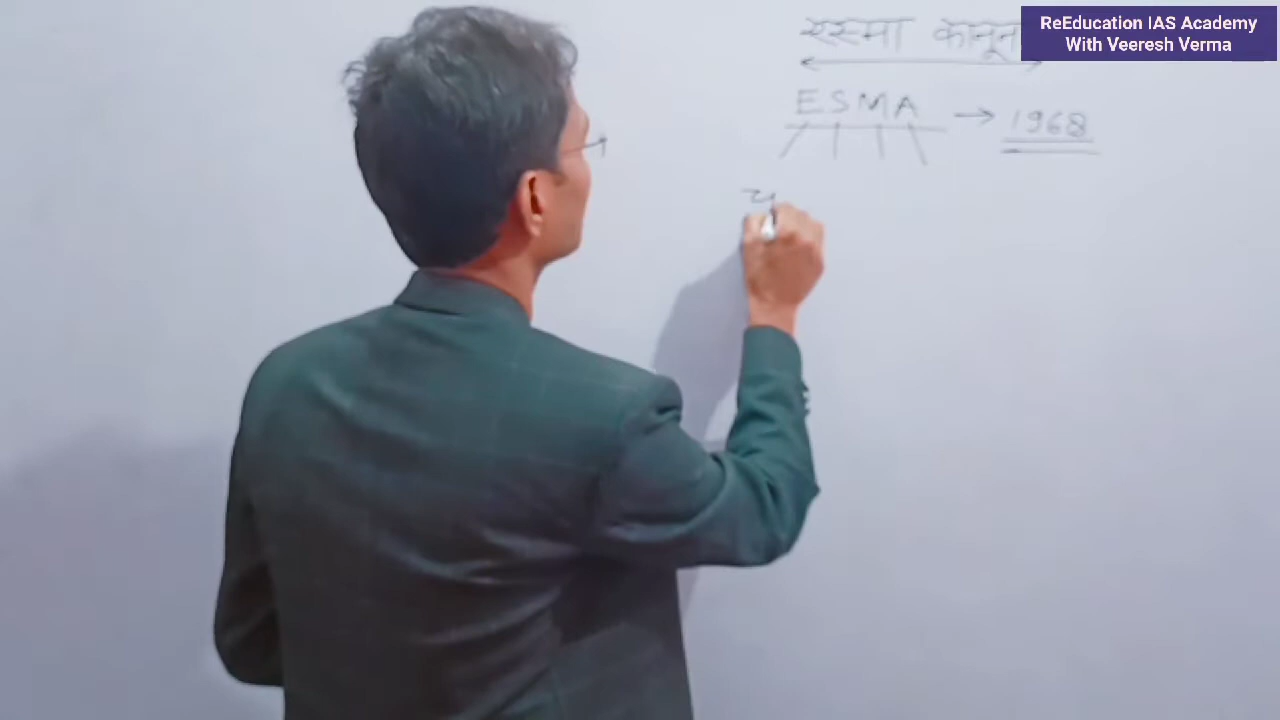 ReEducation IAS Academy
With Veeresh Verma
एस्मा कानून
ESMA → 1968